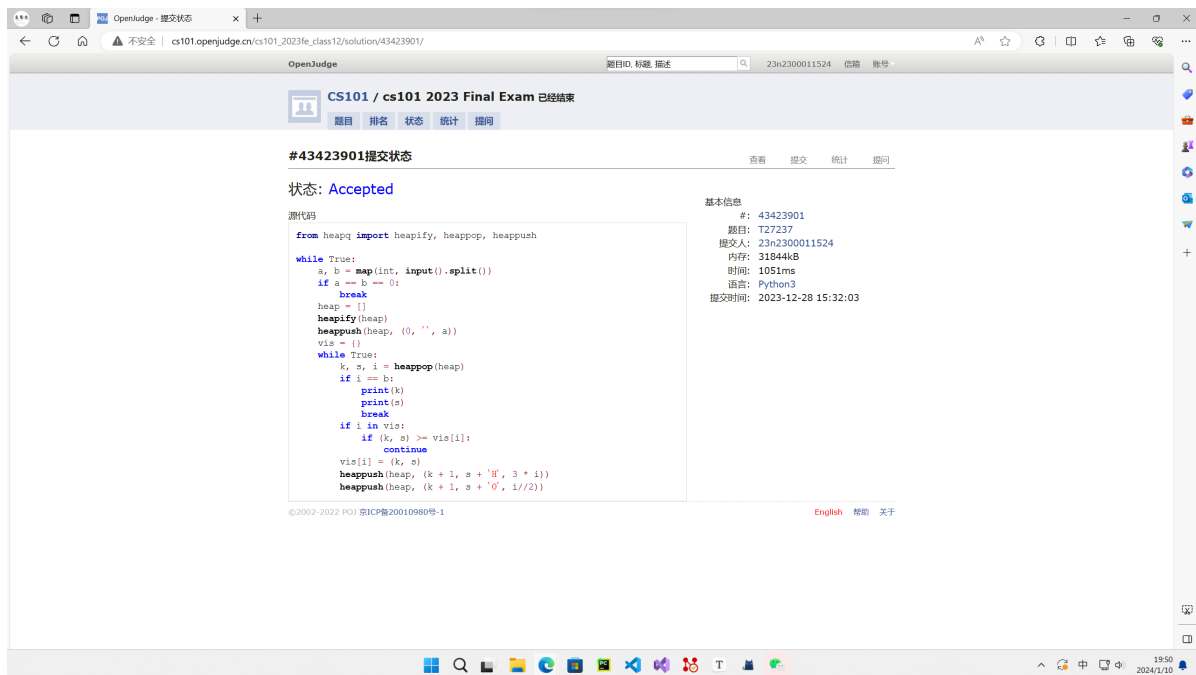 OpenJudge - 提交状态
不安全 | cs101.openjudge.cn/cs101_2023fe_class12/solution/43423901/
OpenJudge
题目ID, 标题, 描述
23n2300011524 信箱 账号
CS101 / cs101 2023 Final Exam 已经结束
题目 排名 状态 统计 提问
#43423901提交状态
查看 提交 统计 提问
状态: Accepted
源代码
from heapq import heapify, heappop, heappush
while True:
    a, b = map(int, input().split())
    if a == b == 0:
        break
    heap = []
    heapify(heap)
    heappush(heap, (0, '', a))
    vis = {}
    while True:
        k, s, i = heappop(heap)
        if i == b:
            print(k)
            print(s)
            break
        if i in vis:
            if (k, s) >= vis[i]:
                continue
        vis[i] = (k, s)
        heappush(heap, (k + 1, s + 'H', 3 * i))
        heappush(heap, (k + 1, s + 'O', i//2))
基本信息
#: 43423901
题目: T27237
提交人: 23n2300011524
内存: 31844kB
时间: 1051ms
语言: Python3
提交时间: 2023-12-28 15:32:03
©2002-2022 POJ 京ICP备20010980号-1
English 帮助 关于
中
19:50
2024/1/10